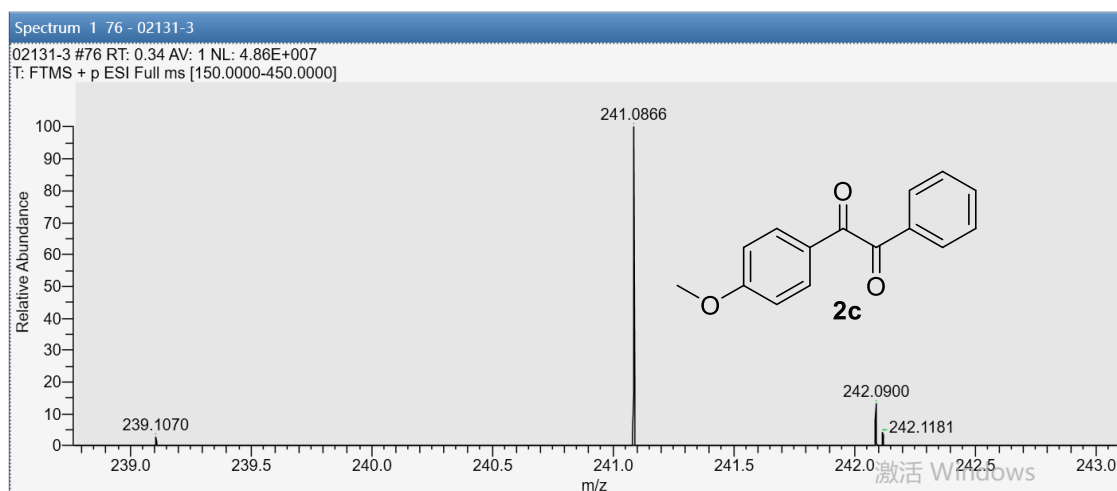 Spectrum 1 76 - 02131-3
02131-3 #76 RT: 0.34 AV: 1 NL: 4.86E+007
T: FTMS + p ESI Full ms [150.0000-450.0000]
241.0866
100
90
80
70
60
50
40
30
20
10
0
Relative Abundance
O
O
O
2c
239.1070
242.0900
242.1181
239.0 239.5 240.0 240.5 241.0 241.5 242.0 242.5 243.0
m/z
激活 Windows